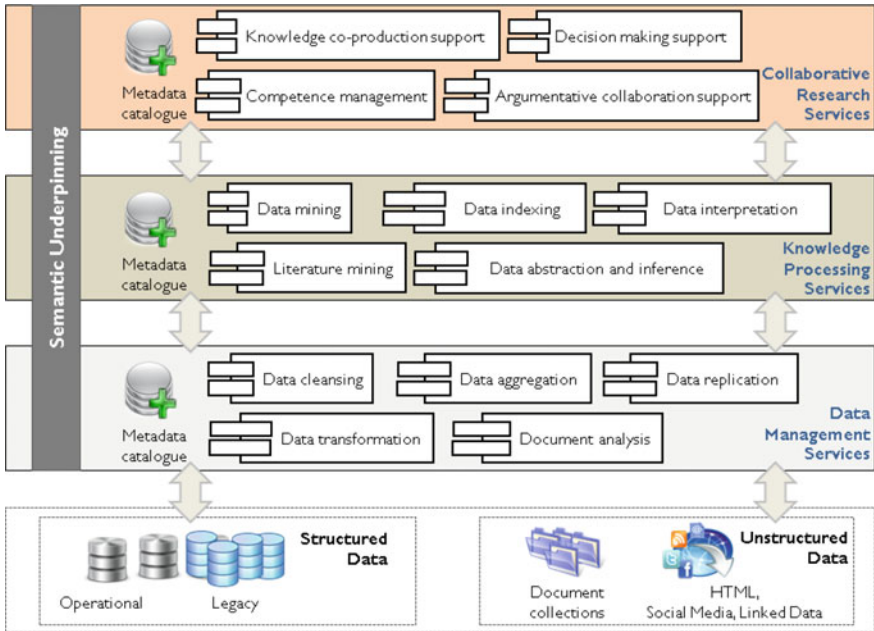 Semantic Underpinning
Metadata
catalogue
Knowledge co-production support
Decision making support
Competence management
Argumentative collaboration support
Collaborative
Research
Services
Metadata
catalogue
Data mining
Data indexing
Data interpretation
Literature mining
Data abstraction and inference
Knowledge
Processing
Services
Metadata
catalogue
Data cleansing
Data aggregation
Data replication
Data transformation
Document analysis
Data
Management
Services
Structured
Data
Operational
Legacy
Unstructured
Data
Document
collections
HTML,
Social Media, Linked Data